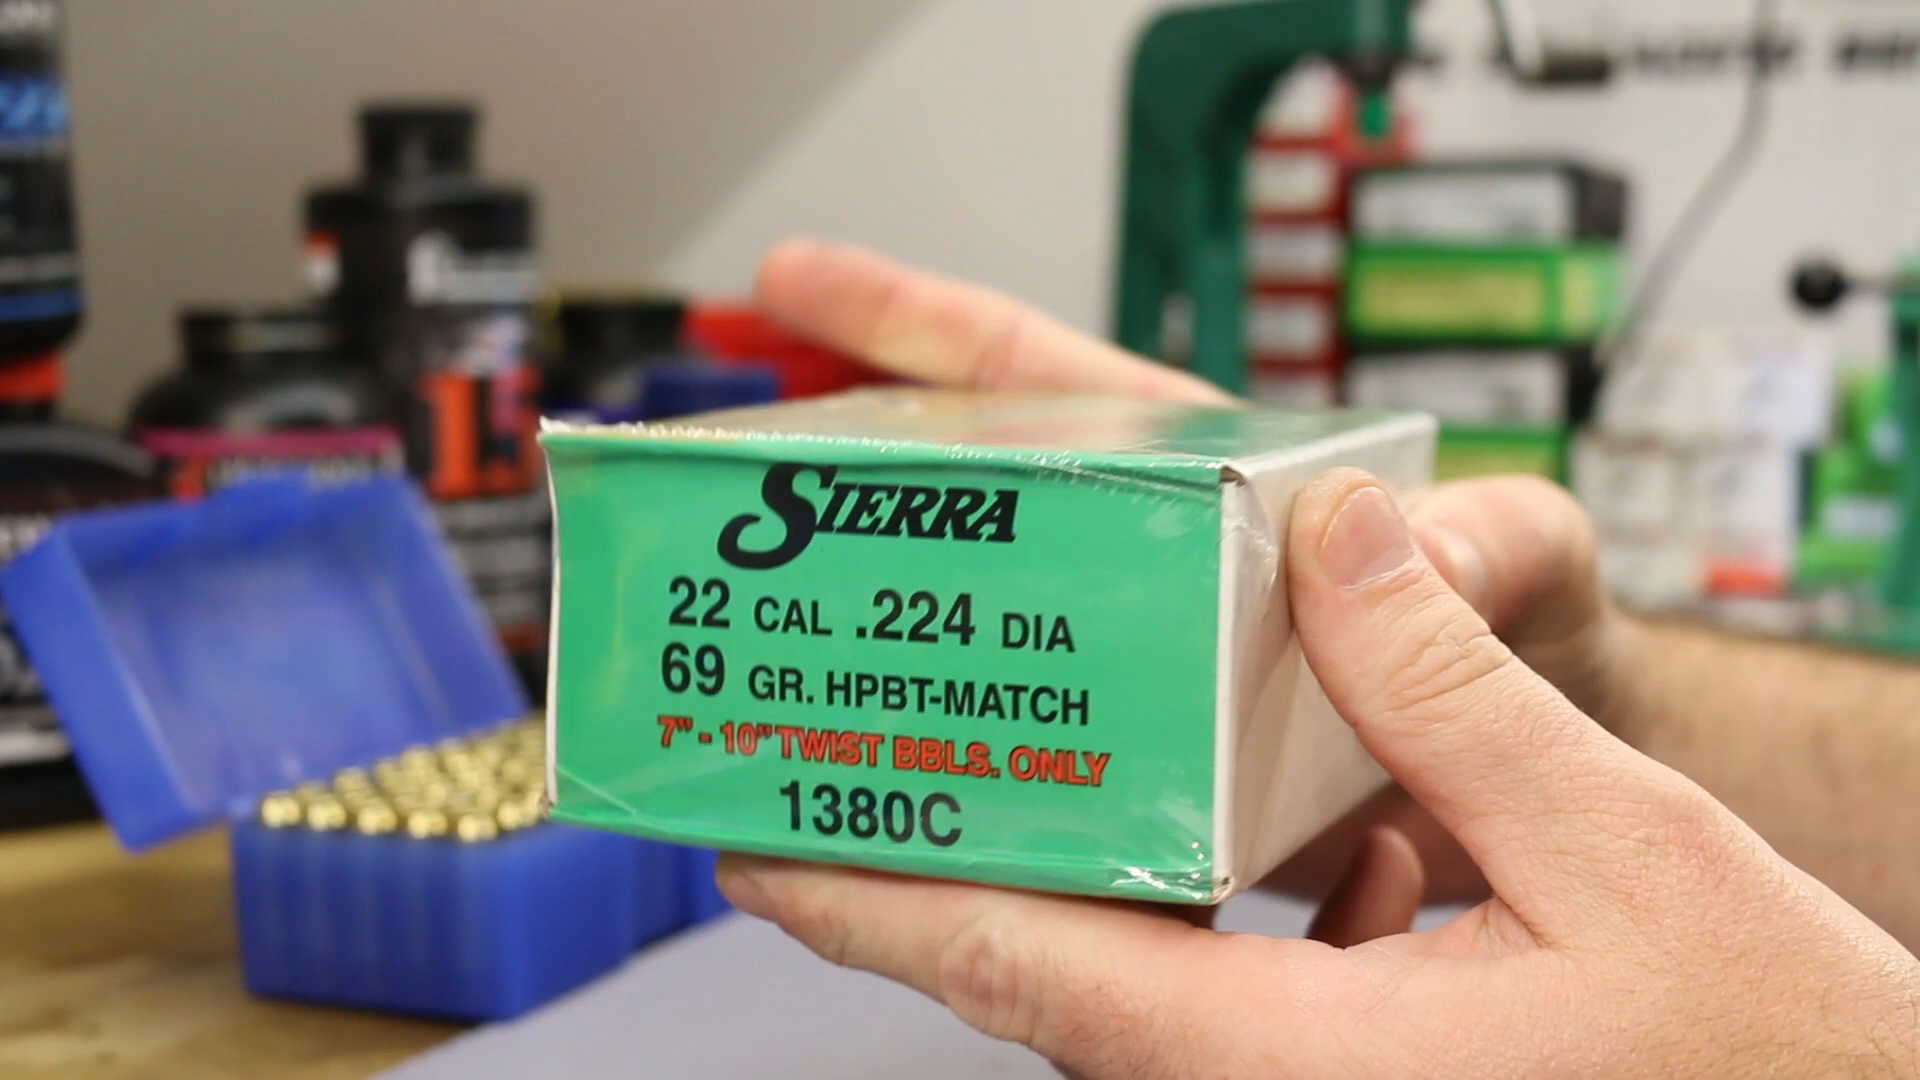 SIERRA
22 CAL .224 DIA
69 GR. HPBT-MATCH
7" - 10" TWIST BBLS. ONLY
1380C